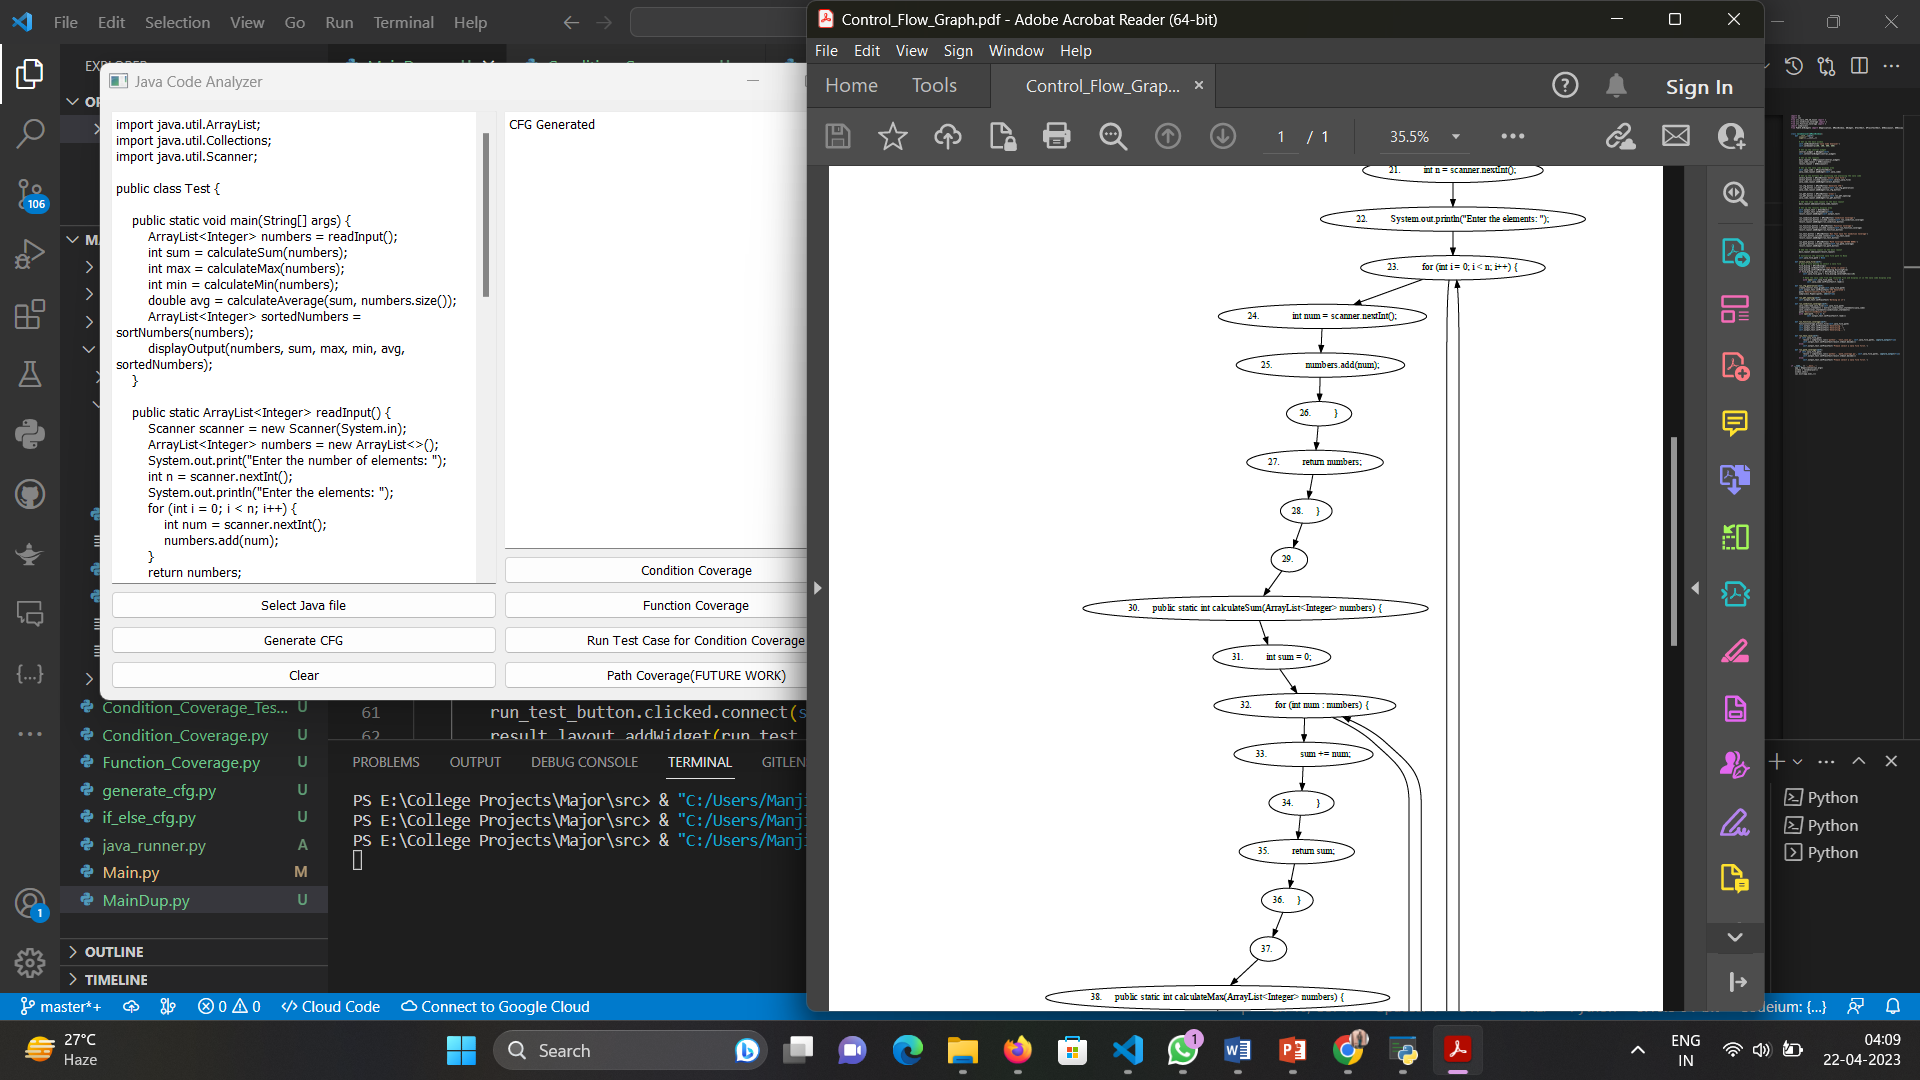 File Edit Selection View Go Run Terminal Help
Java Code Analyzer
import java.util.ArrayList;
import java.util.Collections;
import java.util.Scanner;
public class Test {
public static void main(String[] args) {
ArrayList<Integer> numbers = readInput();
int sum = calculateSum(numbers);
int max = calculateMax(numbers);
int min = calculateMin(numbers);
double avg = calculateAverage(sum, numbers.size());
ArrayList<Integer> sortedNumbers =
sortNumbers(numbers);
displayOutput(numbers, sum, max, min, avg,
sortedNumbers);
}
public static ArrayList<Integer> readInput() {
Scanner scanner = new Scanner(System.in);
ArrayList<Integer> numbers = new ArrayList<>();
System.out.print("Enter the number of elements: ");
int n = scanner.nextInt();
System.out.println("Enter the elements: ");
for (int i = 0; i < n; i++) {
int num = scanner.nextInt();
numbers.add(num);
}
return numbers;
CFG Generated
Select Java file
Generate CFG
Clear
Condition Coverage
Function Coverage
Run Test Case for Condition Coverage
Path Coverage(FUTURE WORK)
106
Condition_Coverage_Tes... U
Condition_Coverage.py U
Function_Coverage.py U
generate_cfg.py U
if_else_cfg.py U
java_runner.py A
Main.py M
MainDup.py U
OUTLINE
TIMELINE
1
61 run_test_button.clicked.connect(s
62 result_layout.addWidget(run_test
PROBLEMS OUTPUT DEBUG CONSOLE TERMINAL GITLEN
PS E:\College Projects\Major\src> & "C:/Users/Manji
PS E:\College Projects\Major\src> & "C:/Users/Manji
PS E:\College Projects\Major\src> & "C:/Users/Manji
Control_Flow_Graph.pdf - Adobe Acrobat Reader (64-bit)
File Edit View Sign Window Help
Home Tools Control_Flow_Grap... × Sign In
1 / 1 35.5%
21. int n = scanner.nextInt();
22. System.out.println("Enter the elements: ");
23. for (int i = 0; i < n; i++) {
24. int num = scanner.nextInt();
25. numbers.add(num);
26. }
27. return numbers;
28. }
29.
30. public static int calculateSum(ArrayList<Integer> numbers) {
31. int sum = 0;
32. for (int num : numbers) {
33. sum += num;
34. }
35. return sum;
36. }
37.
38. public static int calculateMax(ArrayList<Integer> numbers) {
Python
Python
Python
master*+ 0 0 Cloud Code Connect to Google Cloud
deium: {...}
27°C
Haze
Search
1
ENG
IN
04:09
22-04-2023